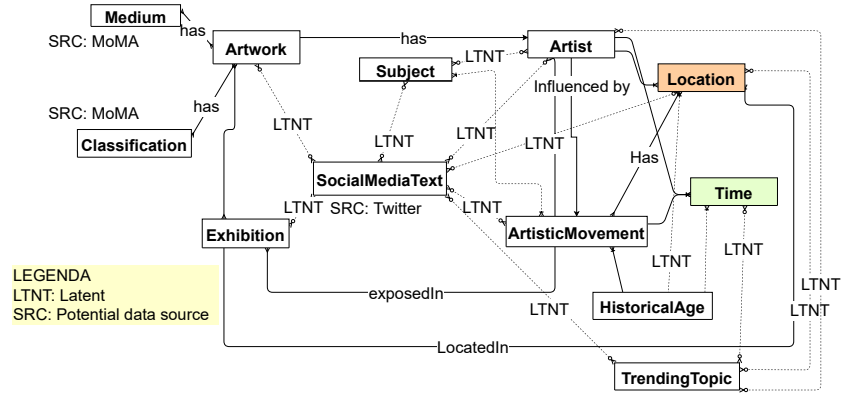 Medium
has
SRC: MoMA
Artwork
has
Artist
LTNT
Subject
Influenced by
Location
SRC: MoMA
has
LTNT
LTNT
LTNT
LTNT
Classification
Has
SocialMediaText
SRC: Twitter
Time
LTNT
LTNT
Exhibition
ArtisticMovement
LTNT
LTNT
LEGENDA
LTNT: Latent
SRC: Potential data source
exposedIn
HistoricalAge
LTNT
LTNT
LTNT
LocatedIn
TrendingTopic